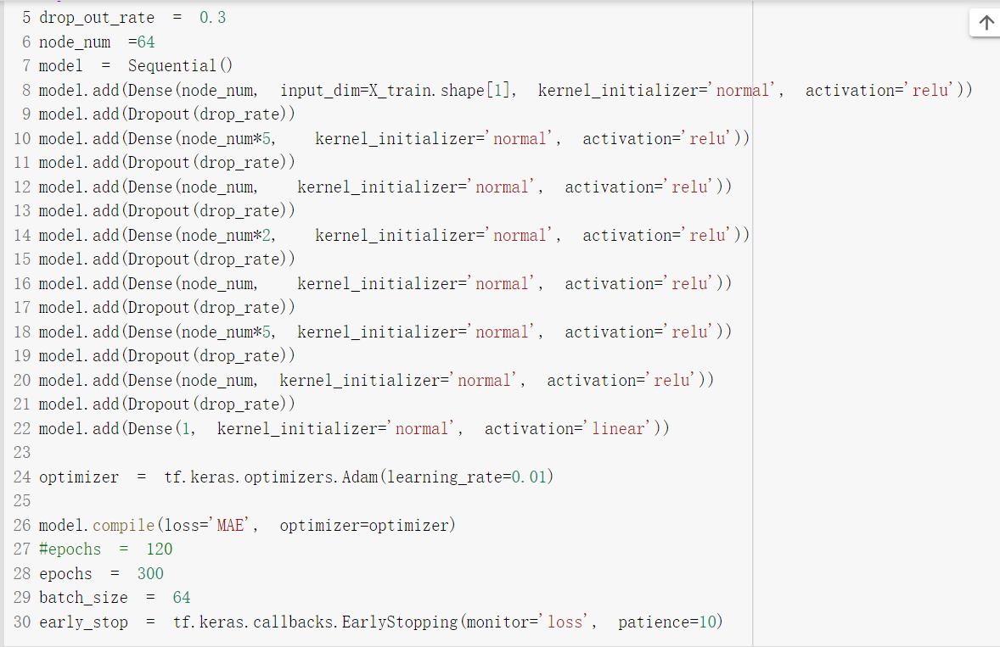 5 drop_out_rate = 0.3
6 node_num =64
7 model = Sequential()
8 model.add(Dense(node_num, input_dim=X_train.shape[1], kernel_initializer='normal', activation='relu'))
9 model.add(Dropout(drop_rate))
10 model.add(Dense(node_num*5, kernel_initializer='normal', activation='relu'))
11 model.add(Dropout(drop_rate))
12 model.add(Dense(node_num, kernel_initializer='normal', activation='relu'))
13 model.add(Dropout(drop_rate))
14 model.add(Dense(node_num*2, kernel_initializer='normal', activation='relu'))
15 model.add(Dropout(drop_rate))
16 model.add(Dense(node_num, kernel_initializer='normal', activation='relu'))
17 model.add(Dropout(drop_rate))
18 model.add(Dense(node_num*5, kernel_initializer='normal', activation='relu'))
19 model.add(Dropout(drop_rate))
20 model.add(Dense(node_num, kernel_initializer='normal', activation='relu'))
21 model.add(Dropout(drop_rate))
22 model.add(Dense(1, kernel_initializer='normal', activation='linear'))
23
24 optimizer = tf.keras.optimizers.Adam(learning_rate=0.01)
25
26 model.compile(loss='MAE', optimizer=optimizer)
27 #epochs = 120
28 epochs = 300
29 batch_size = 64
30 early_stop = tf.keras.callbacks.EarlyStopping(monitor='loss', patience=10)